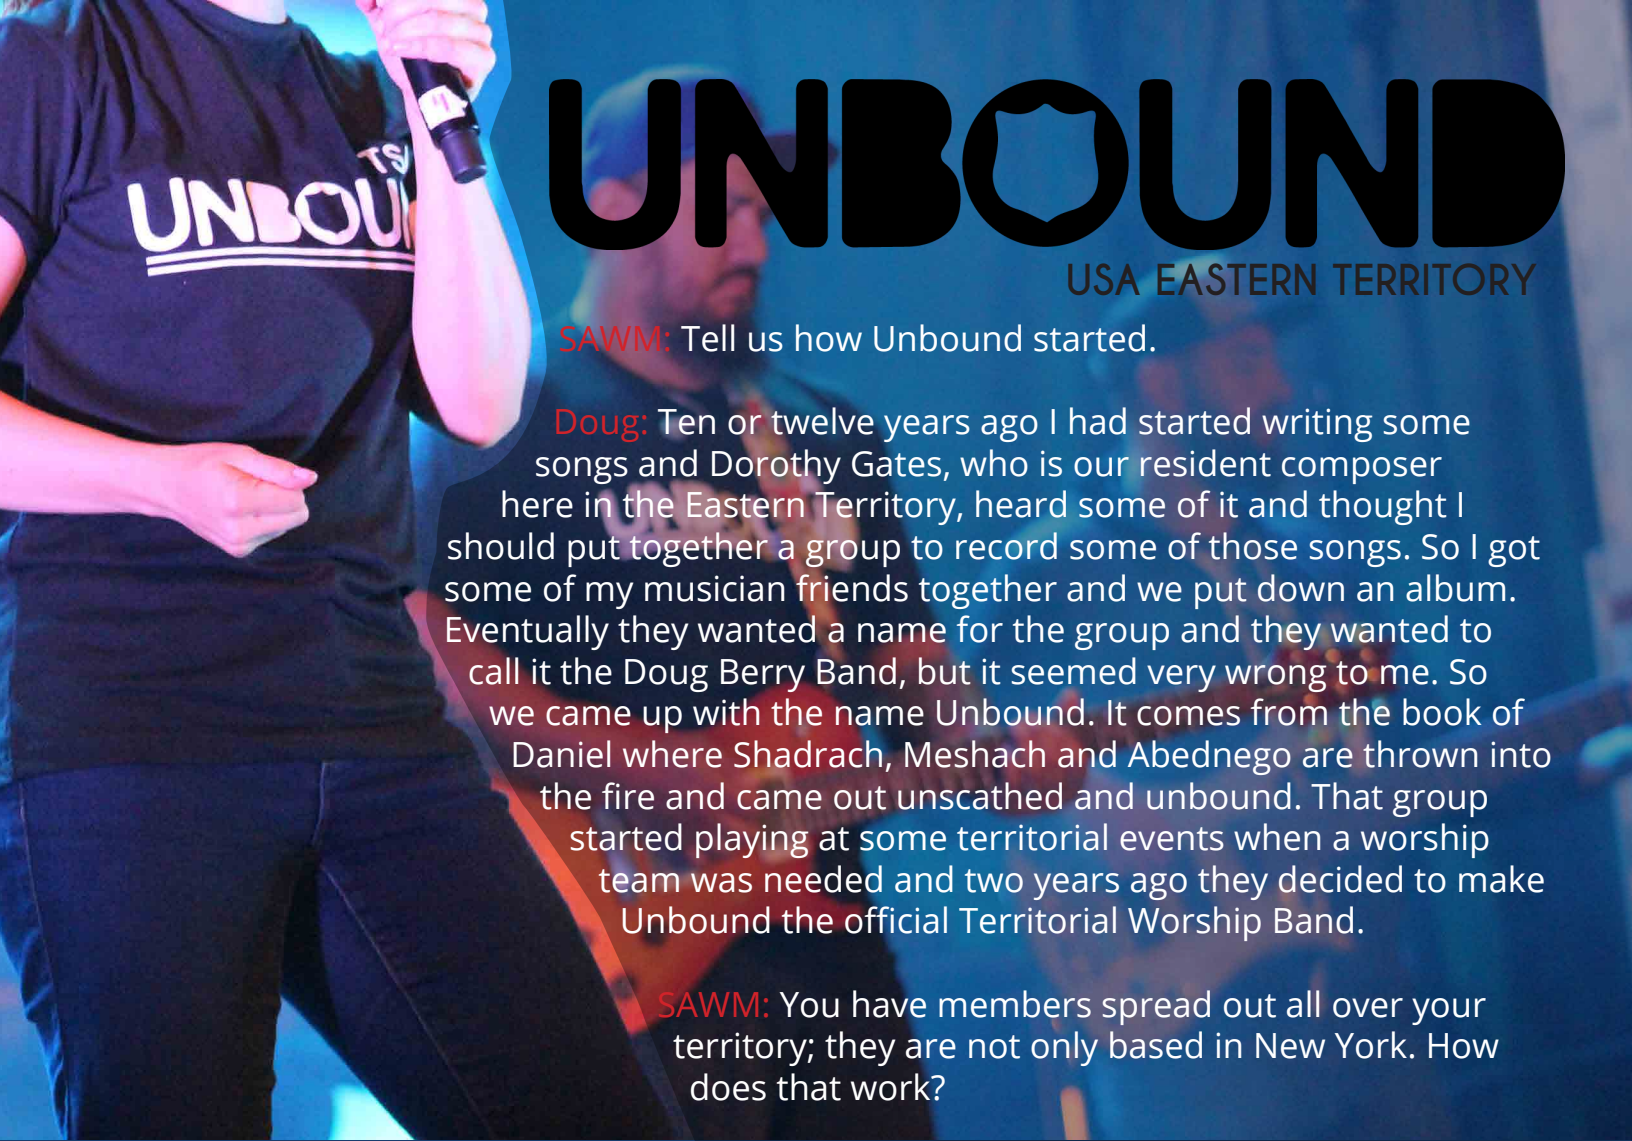 TS
UNBOU
UNBOUND
USA EASTERN TERRITORY
SAWM: Tell us how Unbound started.
Doug: Ten or twelve years ago I had started writing some
songs and Dorothy Gates, who is our resident composer
here in the Eastern Territory, heard some of it and thought I
should put together a group to record some of those songs. So I got
some of my musician friends together and we put down an album.
Eventually they wanted a name for the group and they wanted to
call it the Doug Berry Band, but it seemed very wrong to me. So
we came up with the name Unbound. It comes from the book of
Daniel where Shadrach, Meshach and Abednego are thrown into
the fire and came out unscathed and unbound. That group
started playing at some territorial events when a worship
team was needed and two years ago they decided to make
Unbound the official Territorial Worship Band.
SAWM: You have members spread out all over your
territory; they are not only based in New York. How
does that work?